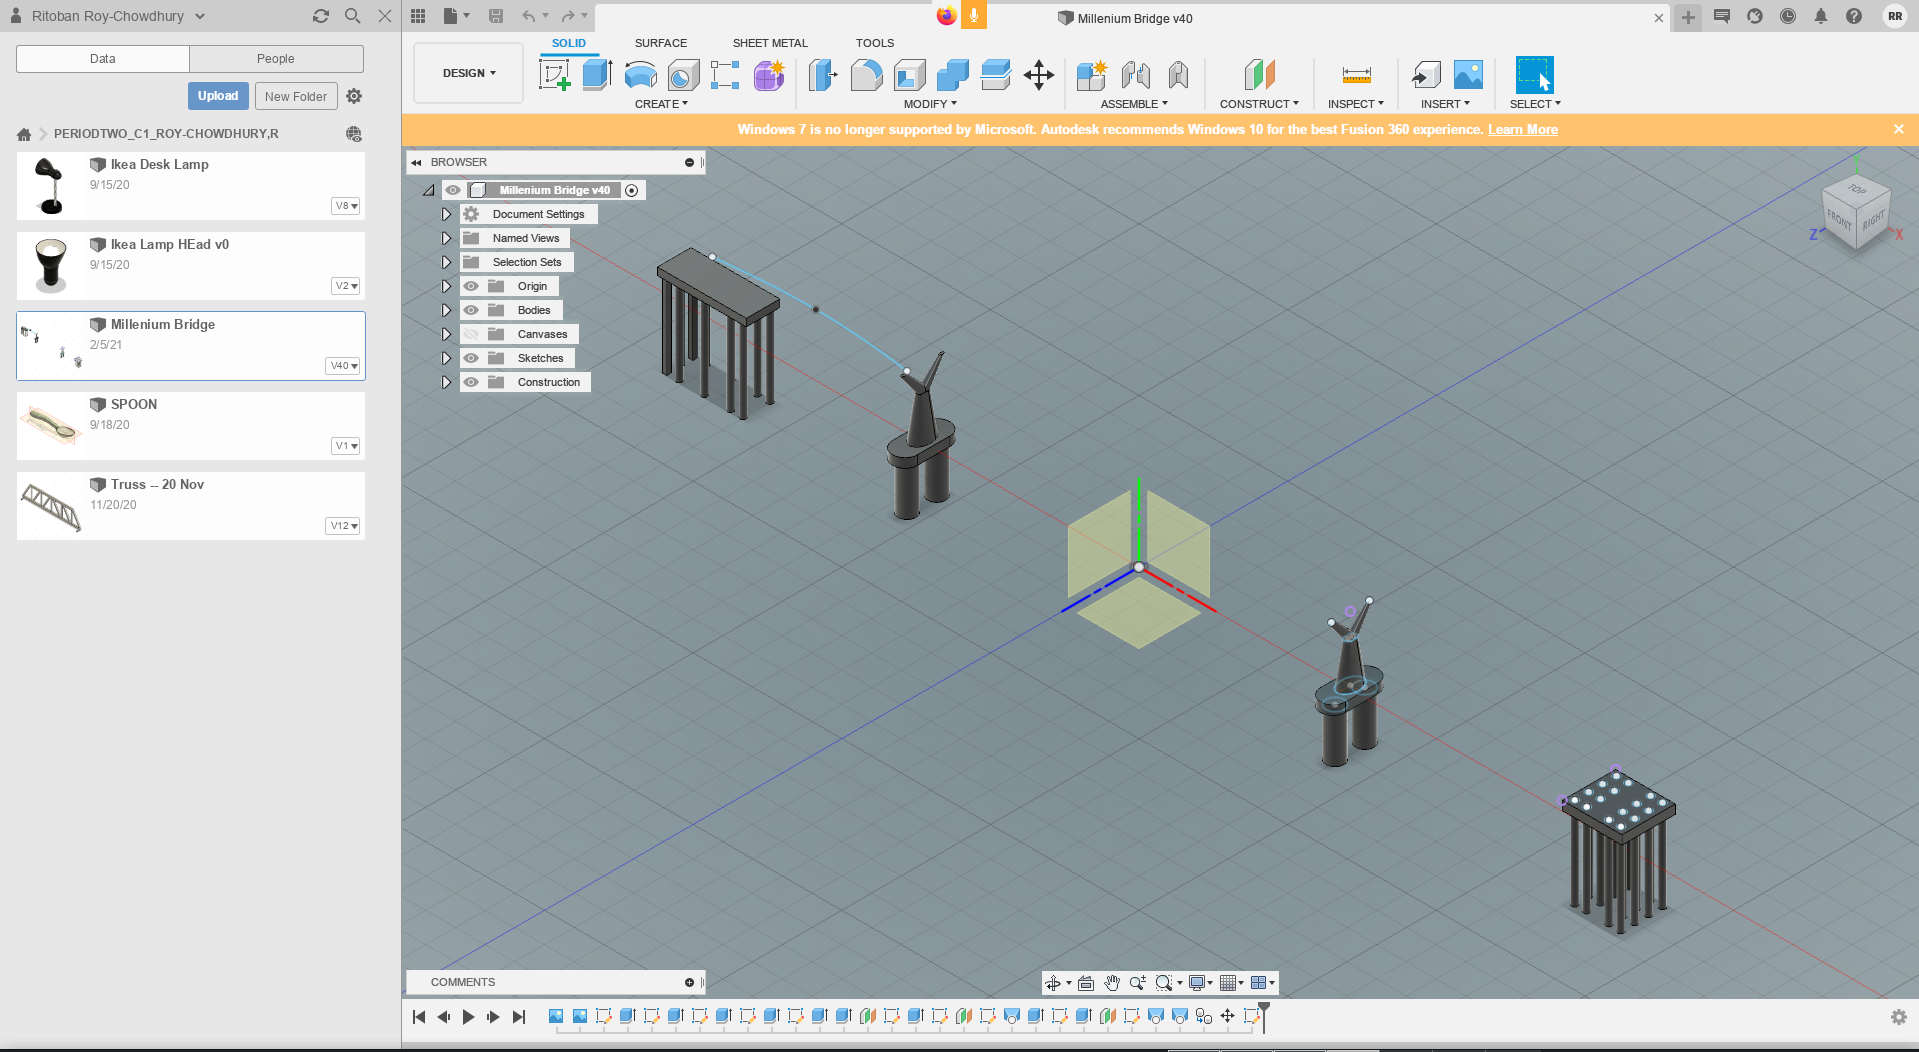 Ritoban Roy-Chowdhury
Millenium Bridge v40
RR
Data
People
Upload
New Folder
PERIODTWO_C1_ROY-CHOWDHURY,R
Ikea Desk Lamp
9/15/20
V8
Ikea Lamp HEad v0
9/15/20
V2
Millenium Bridge
2/5/21
V40
SPOON
9/18/20
V1
Truss -- 20 Nov
11/20/20
V12
SOLID
SURFACE
SHEET METAL
TOOLS
DESIGN
CREATE
MODIFY
ASSEMBLE
CONSTRUCT
INSPECT
INSERT
SELECT
Windows 7 is no longer supported by Microsoft. Autodesk recommends Windows 10 for the best Fusion 360 experience. Learn More
BROWSER
Millenium Bridge v40
Document Settings
Named Views
Selection Sets
Origin
Bodies
Canvases
Sketches
Construction
TOP
FRONT
RIGHT
Z
X
COMMENTS